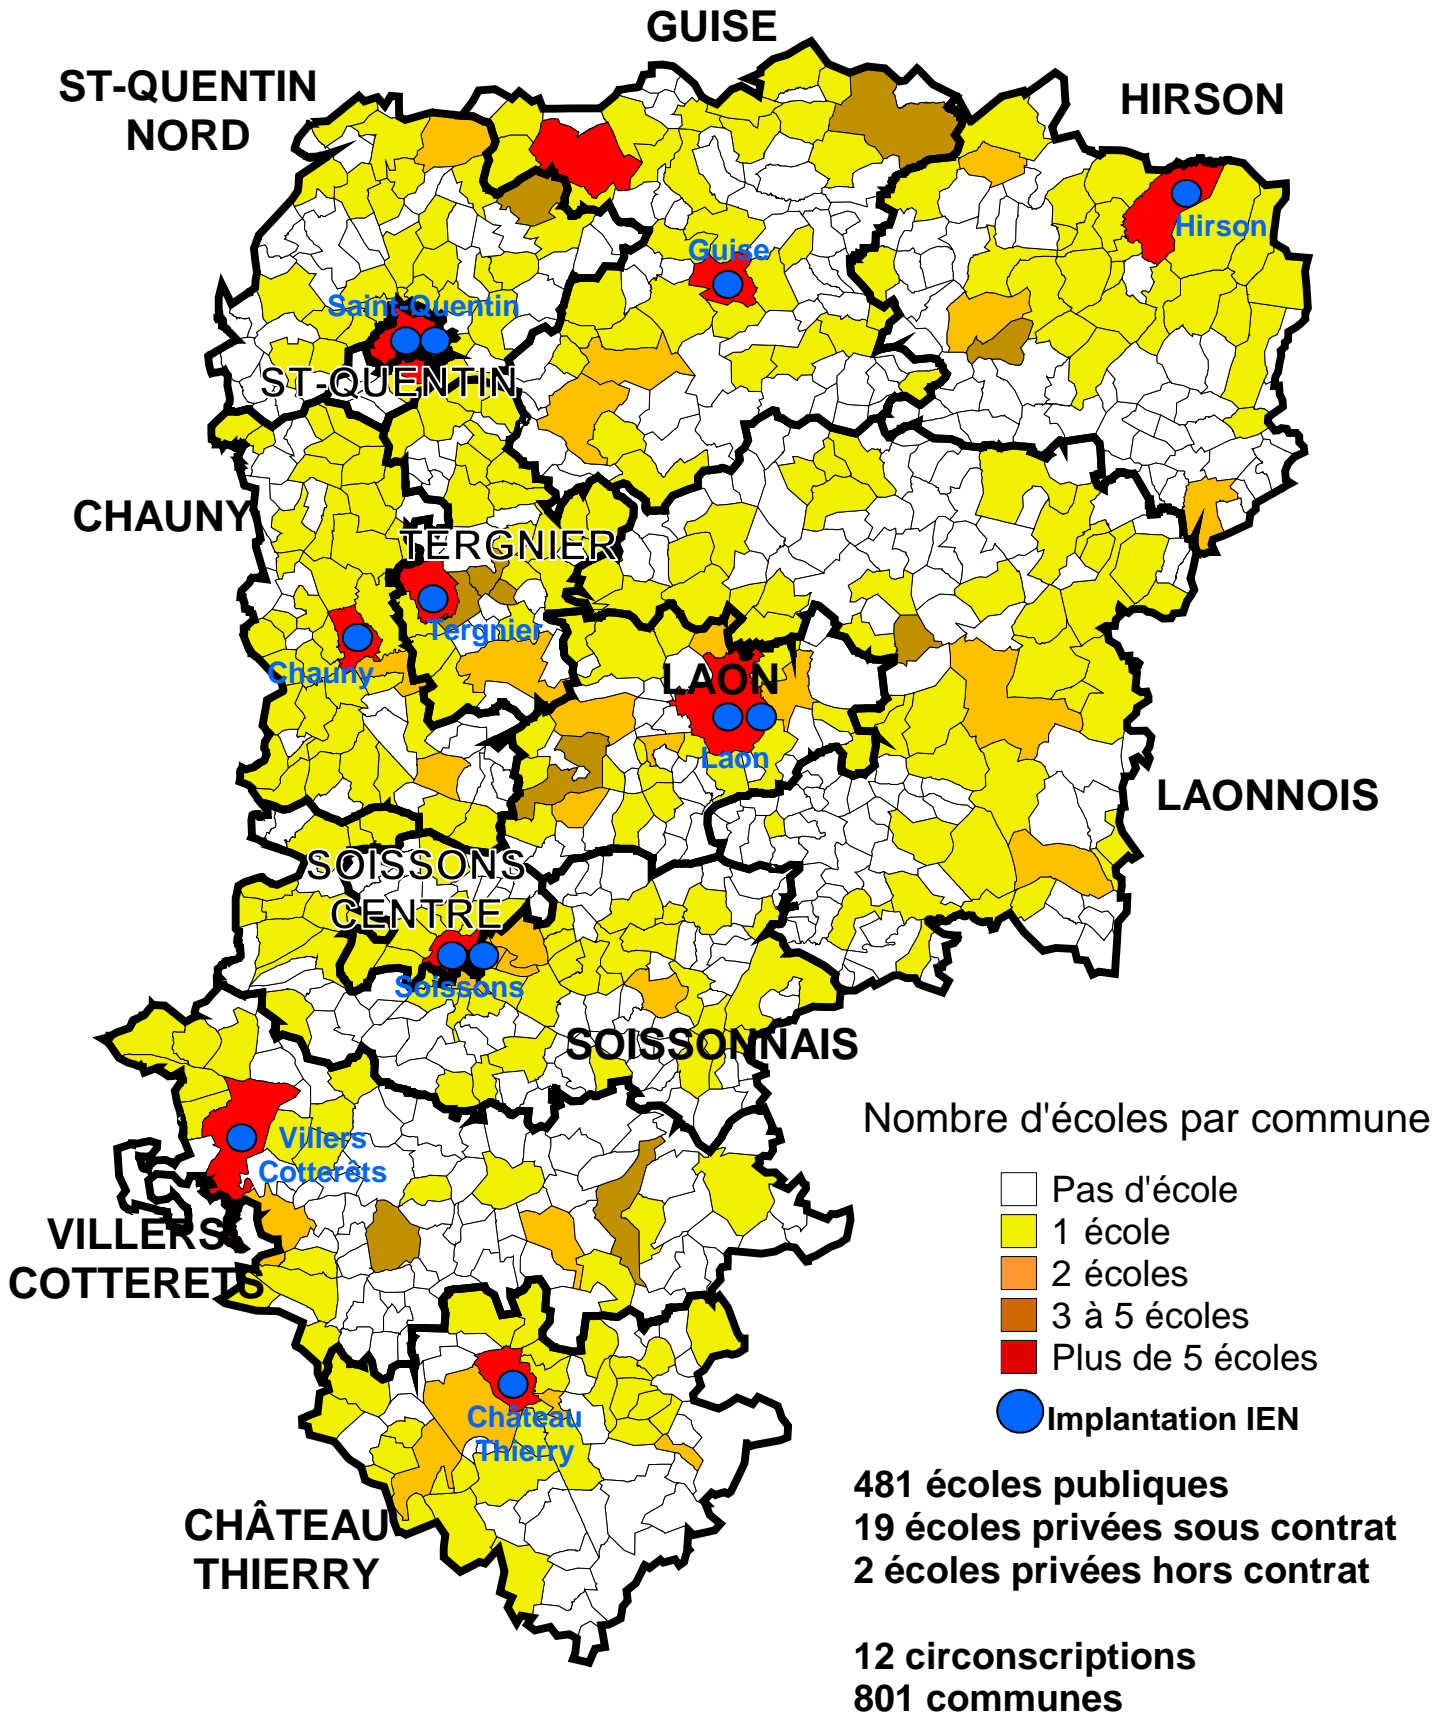 GUISE
ST-QUENTIN
NORD
HIRSON
Hirson
Guise
Saint-Quentin
ST-QUENTIN
CHAUNY
TERGNIER
Tergnier
Chauny
LAON
Laon
LAONNOIS
SOISSONS
CENTRE
Soissons
SOISSONNAIS
Villers
Cotterêts
VILLERS
COTTERETS
Château
Thierry
CHÂTEAU
THIERRY
Nombre d'écoles par commune
Pas d'école
1 école
2 écoles
3 à 5 écoles
Plus de 5 écoles
Implantation IEN
481 écoles publiques
19 écoles privées sous contrat
2 écoles privées hors contrat
12 circonscriptions
801 communes